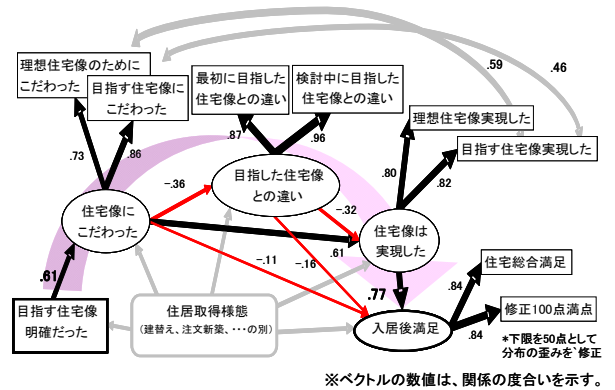 理想住宅像のために
こだわった
目指す住宅像に
こだわった
最初に目指した
住宅像との違い
検討中に目指した
住宅像との違い
.59
.46
理想住宅像実現した
目指す住宅像実現した
.73
.86
.87
.96
.80
.82
-.36
目指した住宅像
との違い
-.32
住宅像に
こだわった
住宅像は
実現した
.61
.61
-.11
-.16
.77
住宅総合満足
.84
修正100点満点
.84
目指す住宅像
明確だった
住居取得様態
(建替え、注文新築、・・・の別)
入居後満足
*下限を50点として
分布の歪みを`修正
※ベクトルの数値は、関係の度合いを示す。